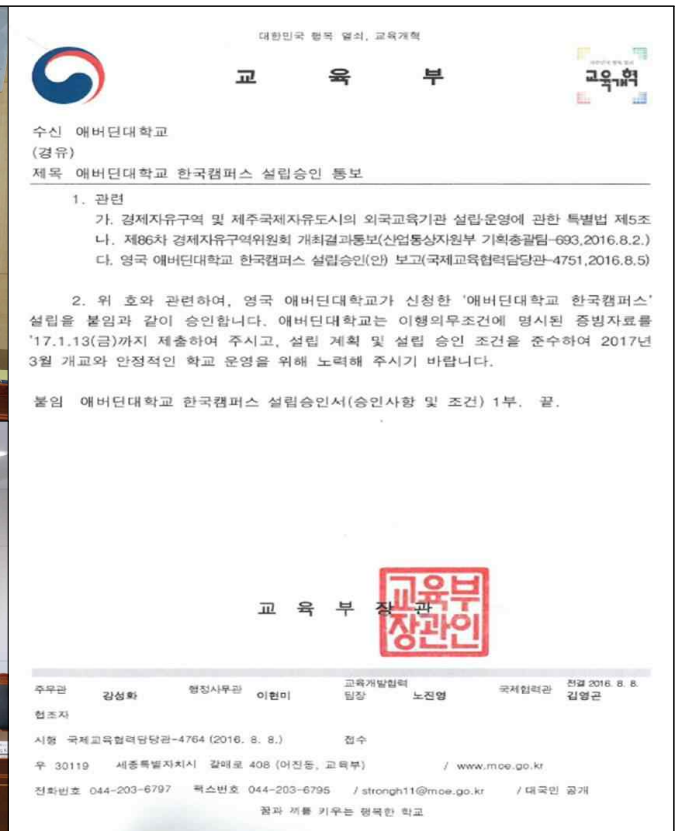 대한민국 행복 열쇠, 교육개혁
교 육 부
교육개혁
수신 애버딘대학교
(경유)
제목 애버딘대학교 한국캠퍼스 설립승인 통보
1. 관련
가. 경제자유구역 및 제주국제자유도시의 외국교육기관 설립·운영에 관한 특별법 제5조
나. 제86차 경제자유구역위원회 개최결과통보(산업통상자원부 기획총괄팀-693,2016.8.2.)
다. 영국 애버딘대학교 한국캠퍼스 설립승인(안) 보고(국제교육협력담당관-4751,2016.8.5)
2. 위 호와 관련하여, 영국 애버딘대학교가 신청한 '애버딘대학교 한국캠퍼스'
설립을 붙임과 같이 승인합니다. 애버딘대학교는 이행의무조건에 명시된 증빙자료를
'17.1.13(금)까지 제출하여 주시고, 설립 계획 및 설립 승인 조건을 준수하여 2017년
3월 개교와 안정적인 학교 운영을 위해 노력해 주시기 바랍니다.
붙임 애버딘대학교 한국캠퍼스 설립승인서(승인사항 및 조건) 1부. 끝.
교 육 부 장 관
교육부
장관인
주무관 강성화 행정사무관 이현미 교육개발협력팀장 노진영 국제협력관 전결 2016. 8. 8. 김영곤
협조자
시행 국제교육협력담당관-4764 (2016. 8. 8.) 접수
우 30119 세종특별자치시 갈매로 408 (어진동, 교육부) / www.moe.go.kr
전화번호 044-203-6797 팩스번호 044-203-6795 / strongh11@moe.go.kr / 대국민 공개
꿈과 끼를 키우는 행복한 학교